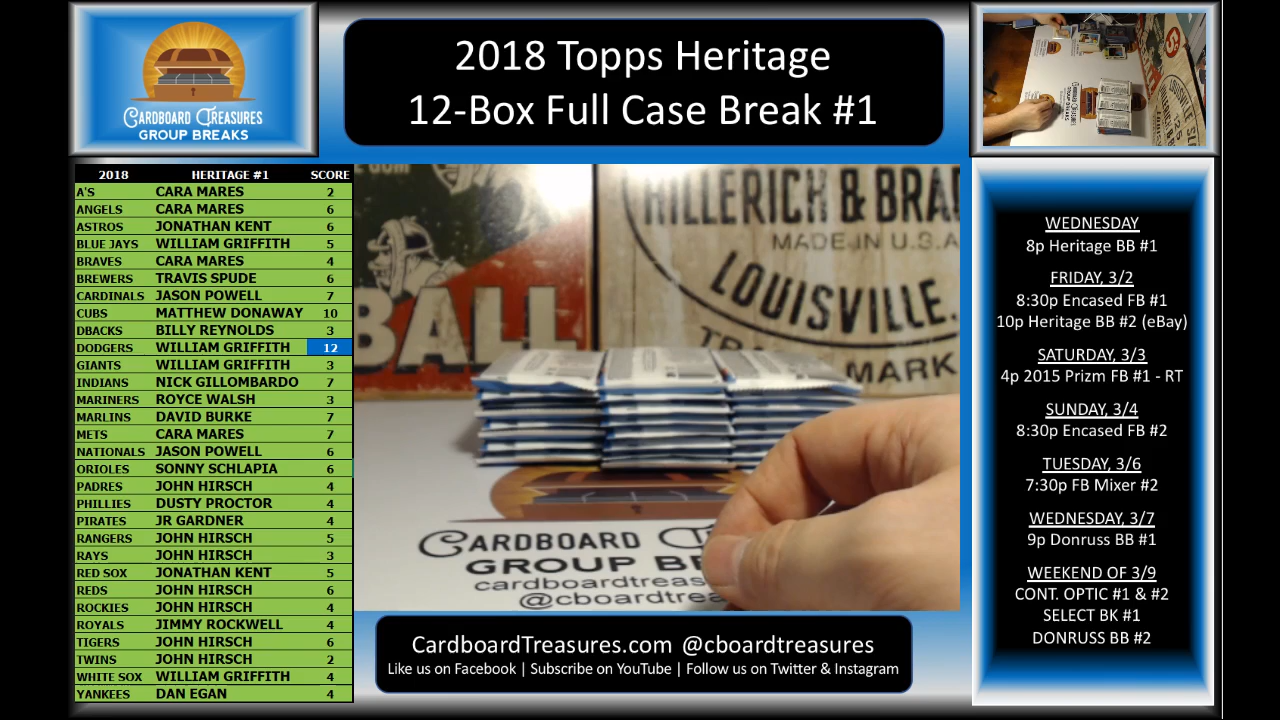 CARDBOARD TREASURES
GROUP BREAKS
2018 Topps Heritage
12-Box Full Case Break #1
2018 HERITAGE #1 SCORE
A'S CARA MARES 2
ANGELS CARA MARES 6
ASTROS JONATHAN KENT 6
BLUE JAYS WILLIAM GRIFFITH 5
BRAVES CARA MARES 4
BREWERS TRAVIS SPUDE 6
CARDINALS JASON POWELL 7
CUBS MATTHEW DONAWAY 10
DBACKS BILLY REYNOLDS 3
DODGERS WILLIAM GRIFFITH 12
GIANTS WILLIAM GRIFFITH 3
INDIANS NICK GILLOMBARDO 7
MARINERS ROYCE WALSH 3
MARLINS DAVID BURKE 7
METS CARA MARES 7
NATIONALS JASON POWELL 6
ORIOLES SONNY SCHLAPIA 6
PADRES JOHN HIRSCH 4
PHILLIES DUSTY PROCTOR 4
PIRATES JR GARDNER 4
RANGERS JOHN HIRSCH 5
RAYS JOHN HIRSCH 3
RED SOX JONATHAN KENT 5
REDS JOHN HIRSCH 6
ROCKIES JOHN HIRSCH 4
ROYALS JIMMY ROCKWELL 4
TIGERS JOHN HIRSCH 6
TWINS JOHN HIRSCH 2
WHITE SOX WILLIAM GRIFFITH 4
YANKEES DAN EGAN 4
BALL
HILLERICH & BRA
MADE IN U.S.A
LOUISVILLE
TRA
MARK
CARDBOARD T
GROUP BR
cardboardtreas
@cboardtrea
CardboardTreasures.com @cboardtreasures
Like us on Facebook | Subscribe on YouTube | Follow us on Twitter & Instagram
WEDNESDAY
8p Heritage BB #1
FRIDAY, 3/2
8:30p Encased FB #1
10p Heritage BB #2 (eBay)
SATURDAY, 3/3
4p 2015 Prizm FB #1 - RT
SUNDAY, 3/4
8:30p Encased FB #2
TUESDAY, 3/6
7:30p FB Mixer #2
WEDNESDAY, 3/7
9p Donruss BB #1
WEEKEND OF 3/9
CONT. OPTIC #1 & #2
SELECT BK #1
DONRUSS BB #2